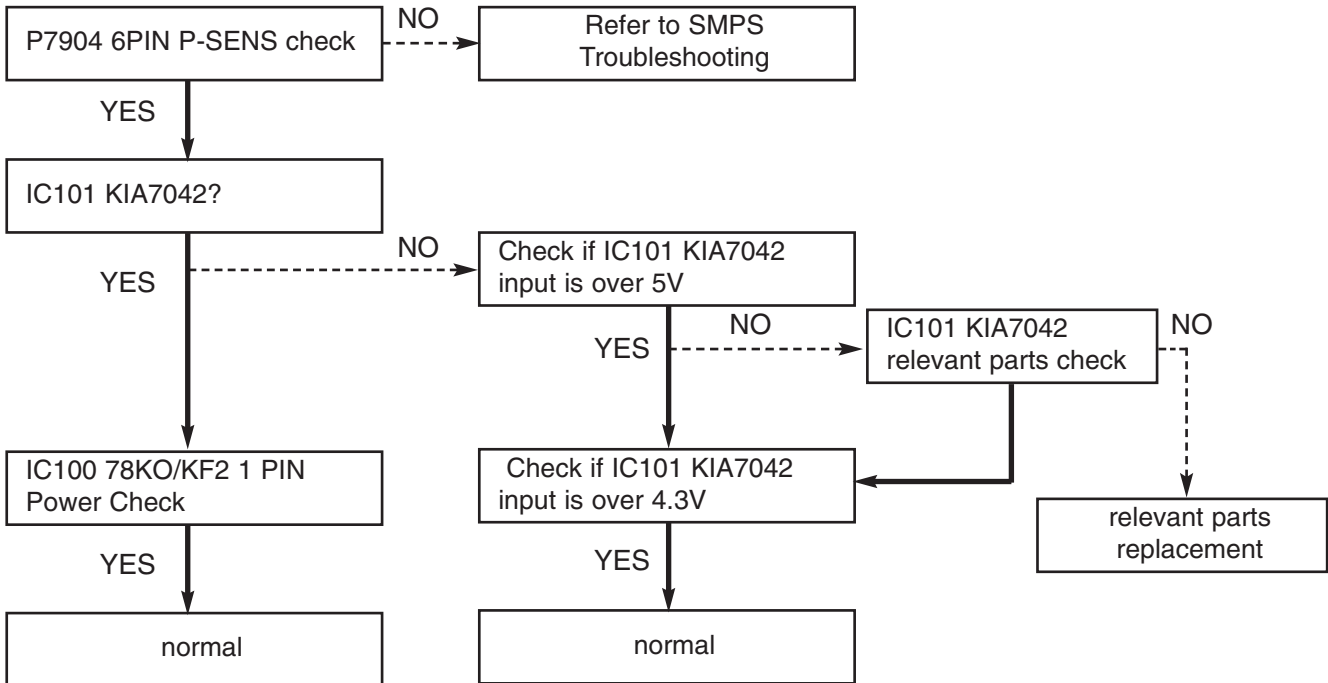 P7904 6PIN P-SENS check
NO
Refer to SMPS
Troubleshooting
YES
IC101 KIA7042?
NO
Check if IC101 KIA7042
input is over 5V
YES
YES
NO
IC101 KIA7042
relevant parts check
NO
IC100 78KO/KF2 1 PIN
Power Check
Check if IC101 KIA7042
input is over 4.3V
relevant parts
replacement
YES
YES
normal
normal